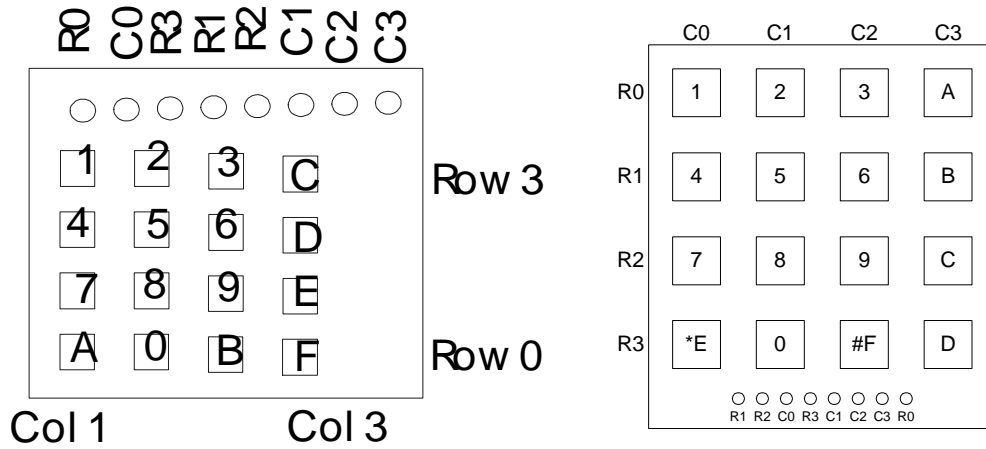 R0 C0 R3 R1 R2 C1 C2 C3
1 2 3 C Row 3
4 5 6 D
7 8 9 E
A 0 B F Row 0
Col 1 Col 3
C0 C1 C2 C3
R0 1 2 3 A
R1 4 5 6 B
R2 7 8 9 C
R3 *E 0 #F D
R1 R2 C0 R3 C1 C2 C3 R0